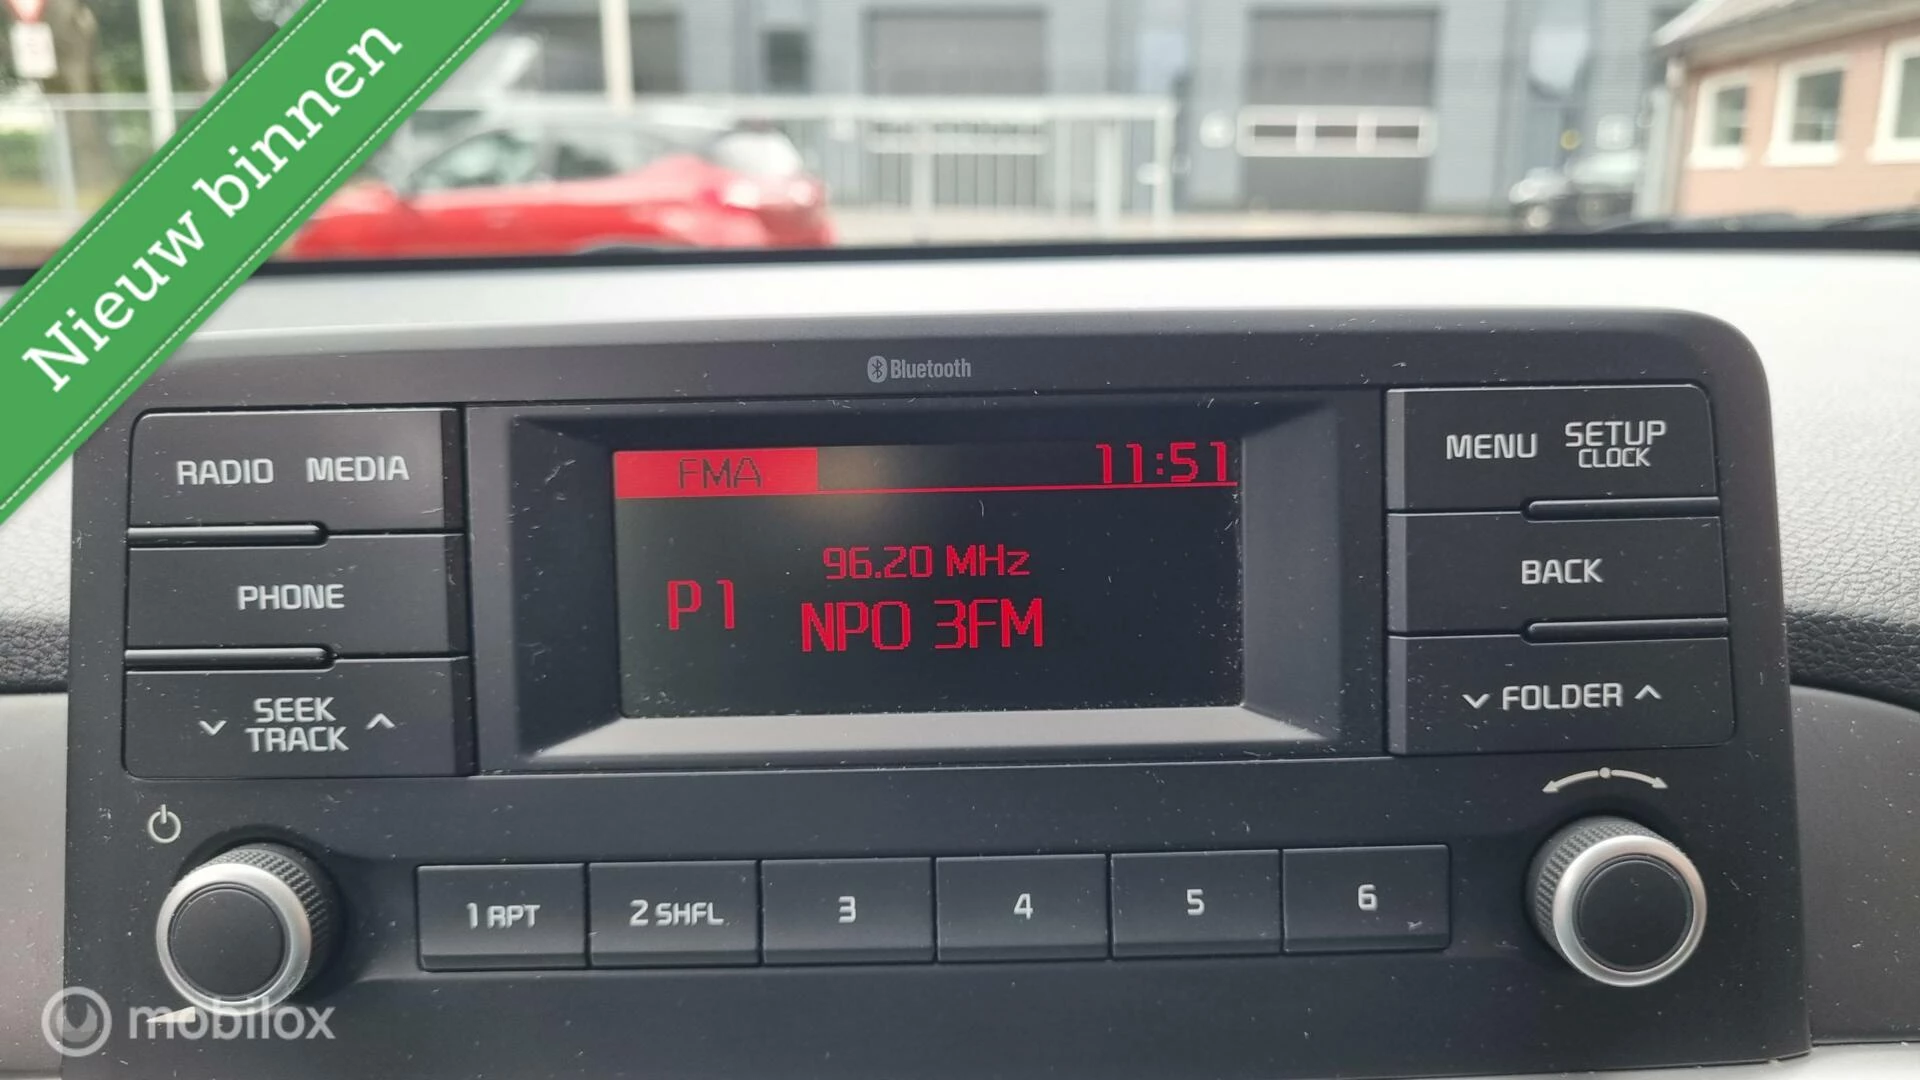 Nieuw binnen
Bluetooth
RADIO MEDIA
FMA
11:51
MENU SETUP
CLOCK
96.20 MHz
P1
NPO 3FM
PHONE
BACK
SEEK
TRACK
FOLDER
1 RPT
2 SHFL
3
4
5
6
mobilox